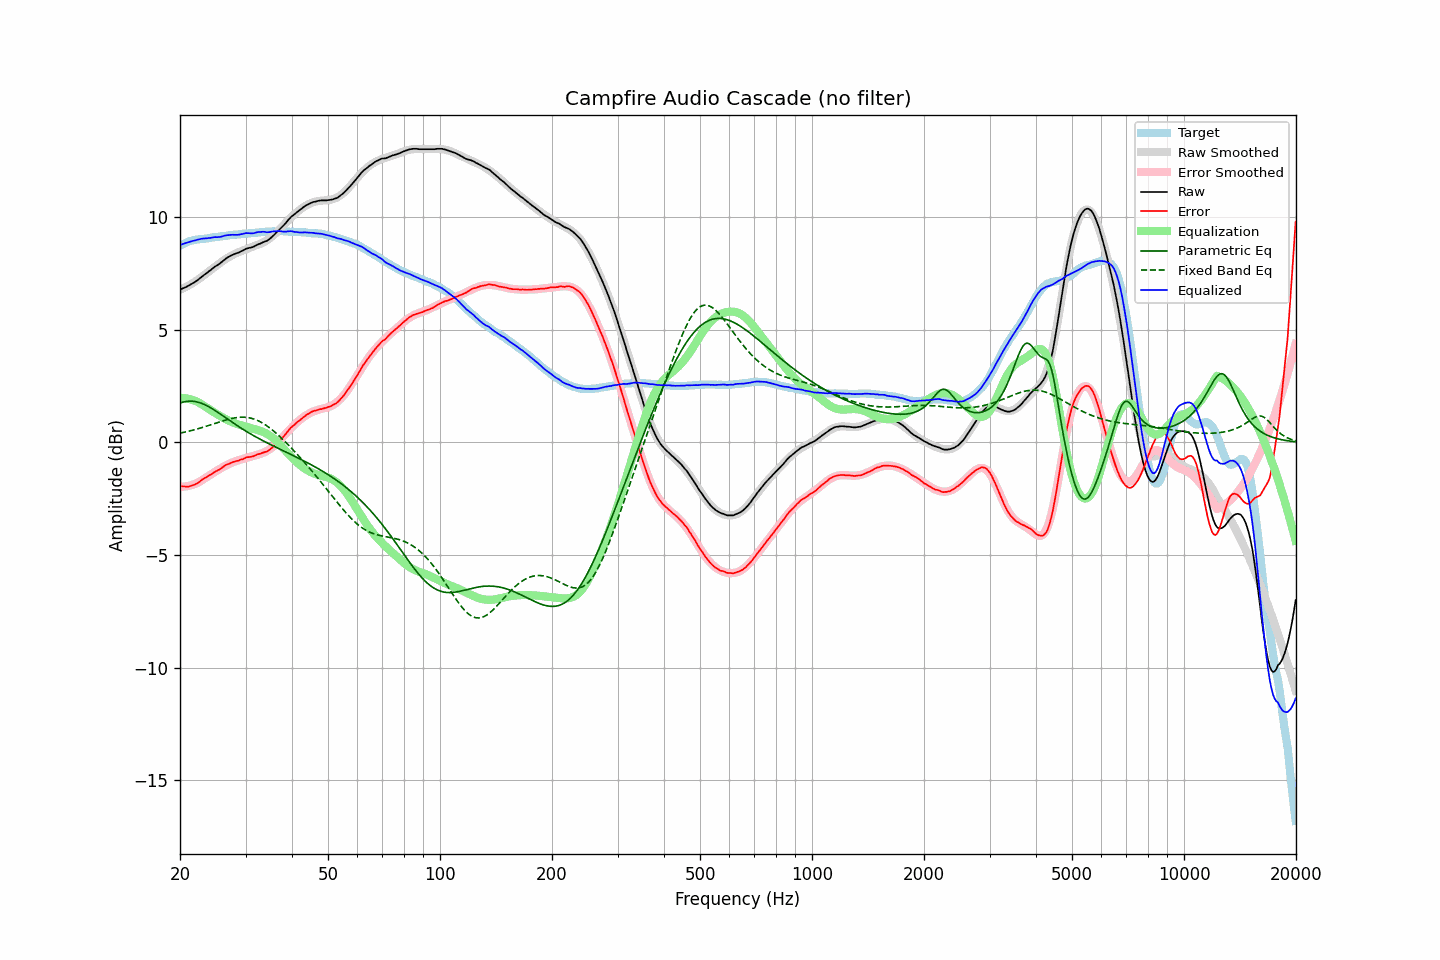 Campfire Audio Cascade (no filter)
Target
Raw Smoothed
Error Smoothed
Raw
Error
Equalization
Parametric Eq
Fixed Band Eq
Equalized
Amplitude (dBr)
10
5
0
−5
−10
−15
20 50 100 200 500 1000 2000 5000 10000 20000
Frequency (Hz)